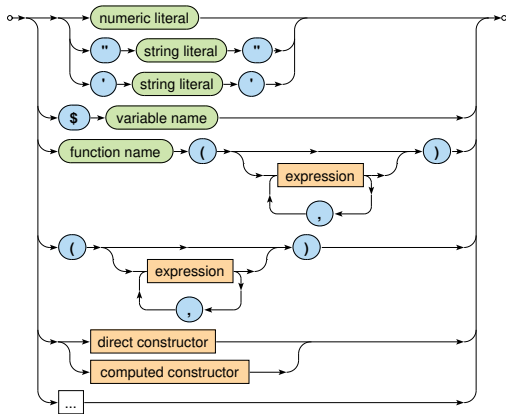 numeric literal
" string literal "
' string literal '
$ variable name
function name ( )
expression
,
( )
expression
,
direct constructor
computed constructor
...